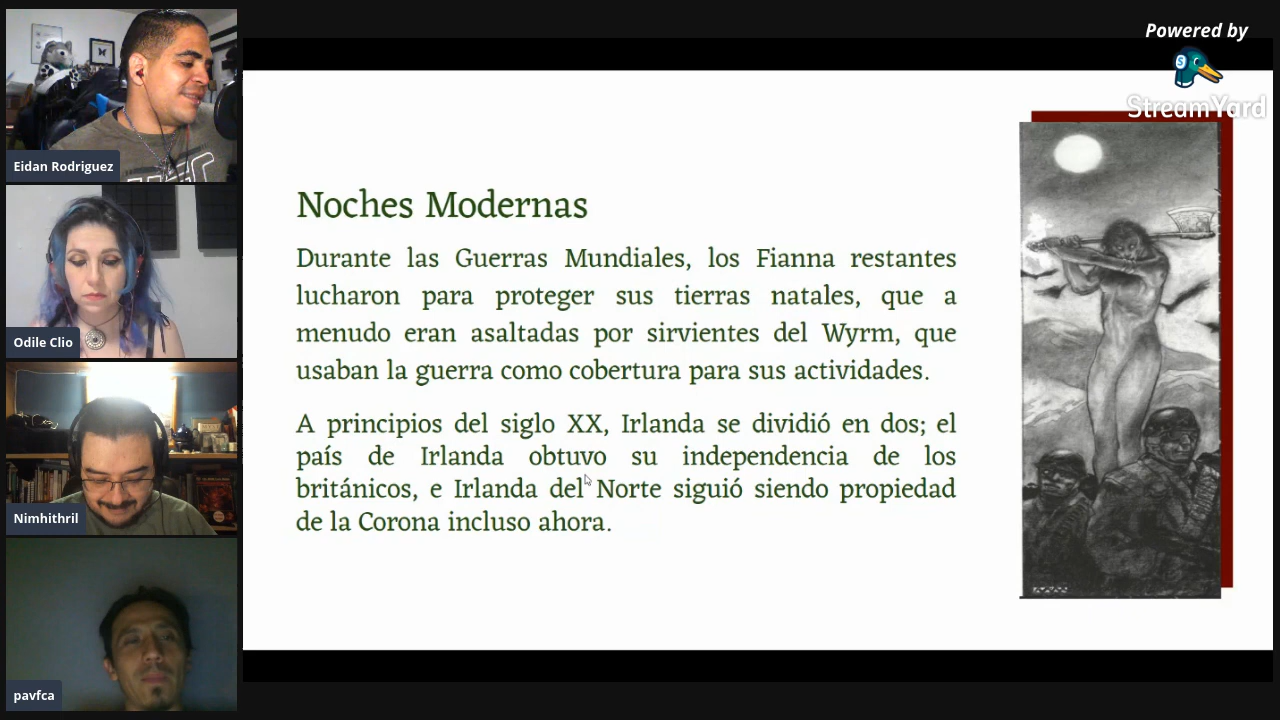 Powered by
StreamYard
Eidan Rodriguez
Odile Clio
Nimhithril
pavfca
Noches Modernas
Durante las Guerras Mundiales, los Fianna restantes
lucharon para proteger sus tierras natales, que a
menudo eran asaltadas por sirvientes del Wyrm, que
usaban la guerra como cobertura para sus actividades.
A principios del siglo XX, Irlanda se dividió en dos; el
país de Irlanda obtuvo su independencia de los
británicos, e Irlanda del Norte siguió siendo propiedad
de la Corona incluso ahora.